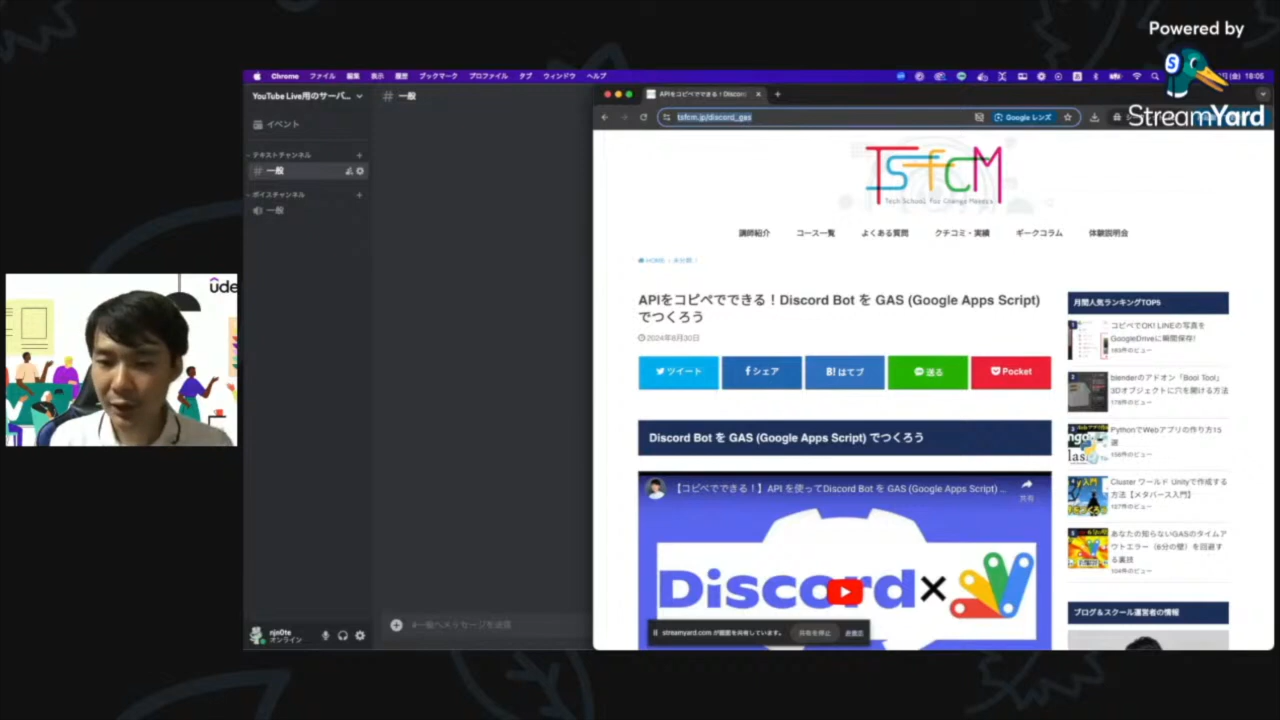 Powered by
StreamYard
Chrome ファイル 編集 表示 履歴 ブックマーク プロファイル タブ ウィンドウ ヘルプ
18:05
YouTube Live用のサーバ...
# 一般
イベント
テキストチャンネル
# 一般
ボイスチャンネル
一般
njn0te
オンライン
#一般へメッセージを送信
APIをコピペでできる！Discord
tsfcm.jp/discord_gas
Google レンズ
TSfCM
Tech School For Change Makers
講師紹介 コース一覧 よくある質問 クチコミ・実績 ギークコラム 体験説明会
HOME 未分類
APIをコピペでできる！Discord Bot を GAS (Google Apps Script)
でつくろう
2024年8月30日
ツイート シェア B!はてブ 送る Pocket
Discord Bot を GAS (Google Apps Script) でつくろう
【コピペでできる！】API を使ってDiscord Bot を GAS (Google Apps Script) ...
共有
Discord×
streamyard.com が画面を共有しています。 共有を停止 非表示
月間人気ランキングTOP5
1
コピペでOK! LINEの写真を
GoogleDriveに瞬間保存!
2
blenderのアドオン「Bool Tool」
3Dオブジェクトに穴を開ける方法
3
PythonでWebアプリの作り方15
選
4
Cluster ワールド Unityで作成する
方法【メタバース入門】
5
あなたの知らないGASのタイムア
ウトエラー（6分の壁）を回避す
る裏技
ブログ＆スクール運営者の情報
ude